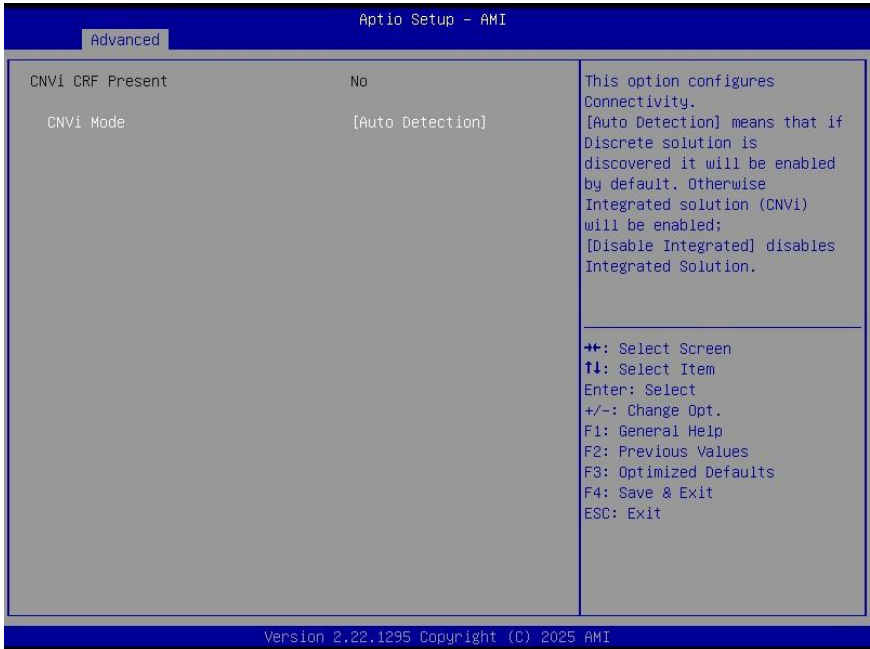 Aptio Setup – AMI
Advanced
CNVi CRF Present No
CNVi Mode [Auto Detection]
This option configures
Connectivity.
[Auto Detection] means that if
Discrete solution is
discovered it will be enabled
by default. Otherwise
Integrated solution (CNVi)
will be enabled;
[Disable Integrated] disables
Integrated Solution.
→←: Select Screen
↑↓: Select Item
Enter: Select
+/-: Change Opt.
F1: General Help
F2: Previous Values
F3: Optimized Defaults
F4: Save & Exit
ESC: Exit
Version 2.22.1295 Copyright (C) 2025 AMI